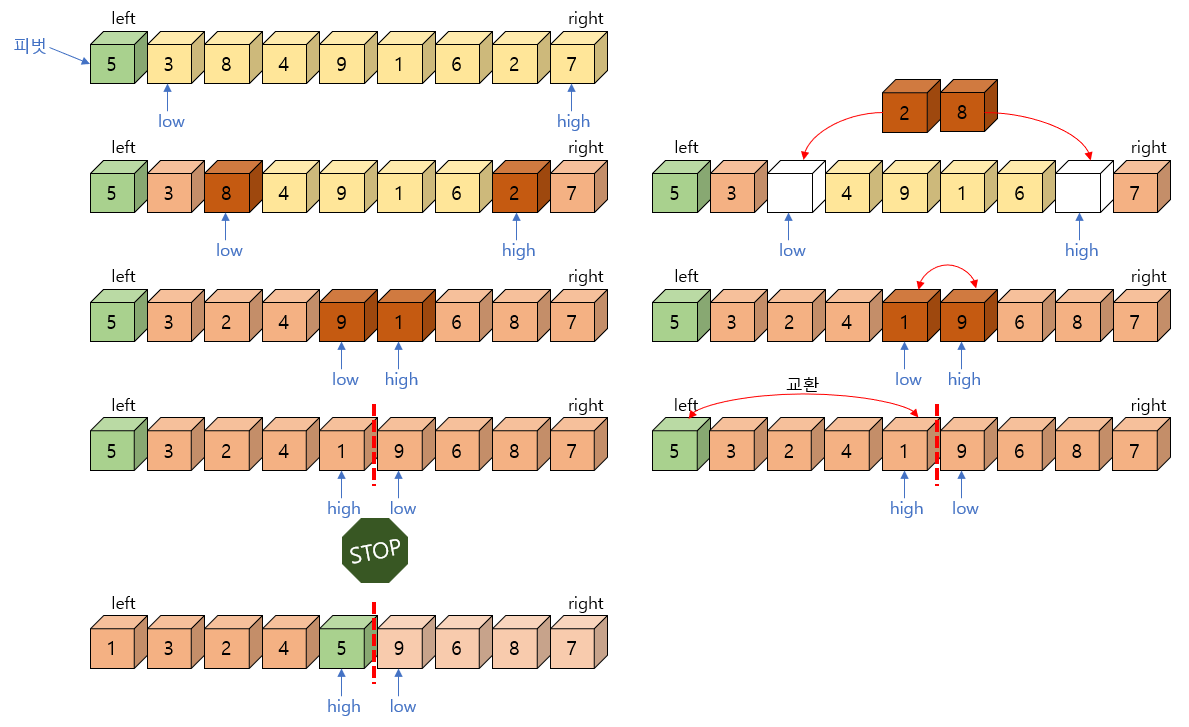 left right
피벗 5 3 8 4 9 1 6 2 7
low high
2 8
left right
5 3 8 4 9 1 6 2 7
low high
left right
5 3 4 9 1 6 7
low high
left right
5 3 2 4 9 1 6 8 7
low high
left right
5 3 2 4 1 9 6 8 7
low high
left right
5 3 2 4 1 9 6 8 7
high low
교환
left right
5 3 2 4 1 9 6 8 7
high low
STOP
left right
1 3 2 4 5 9 6 8 7
high low